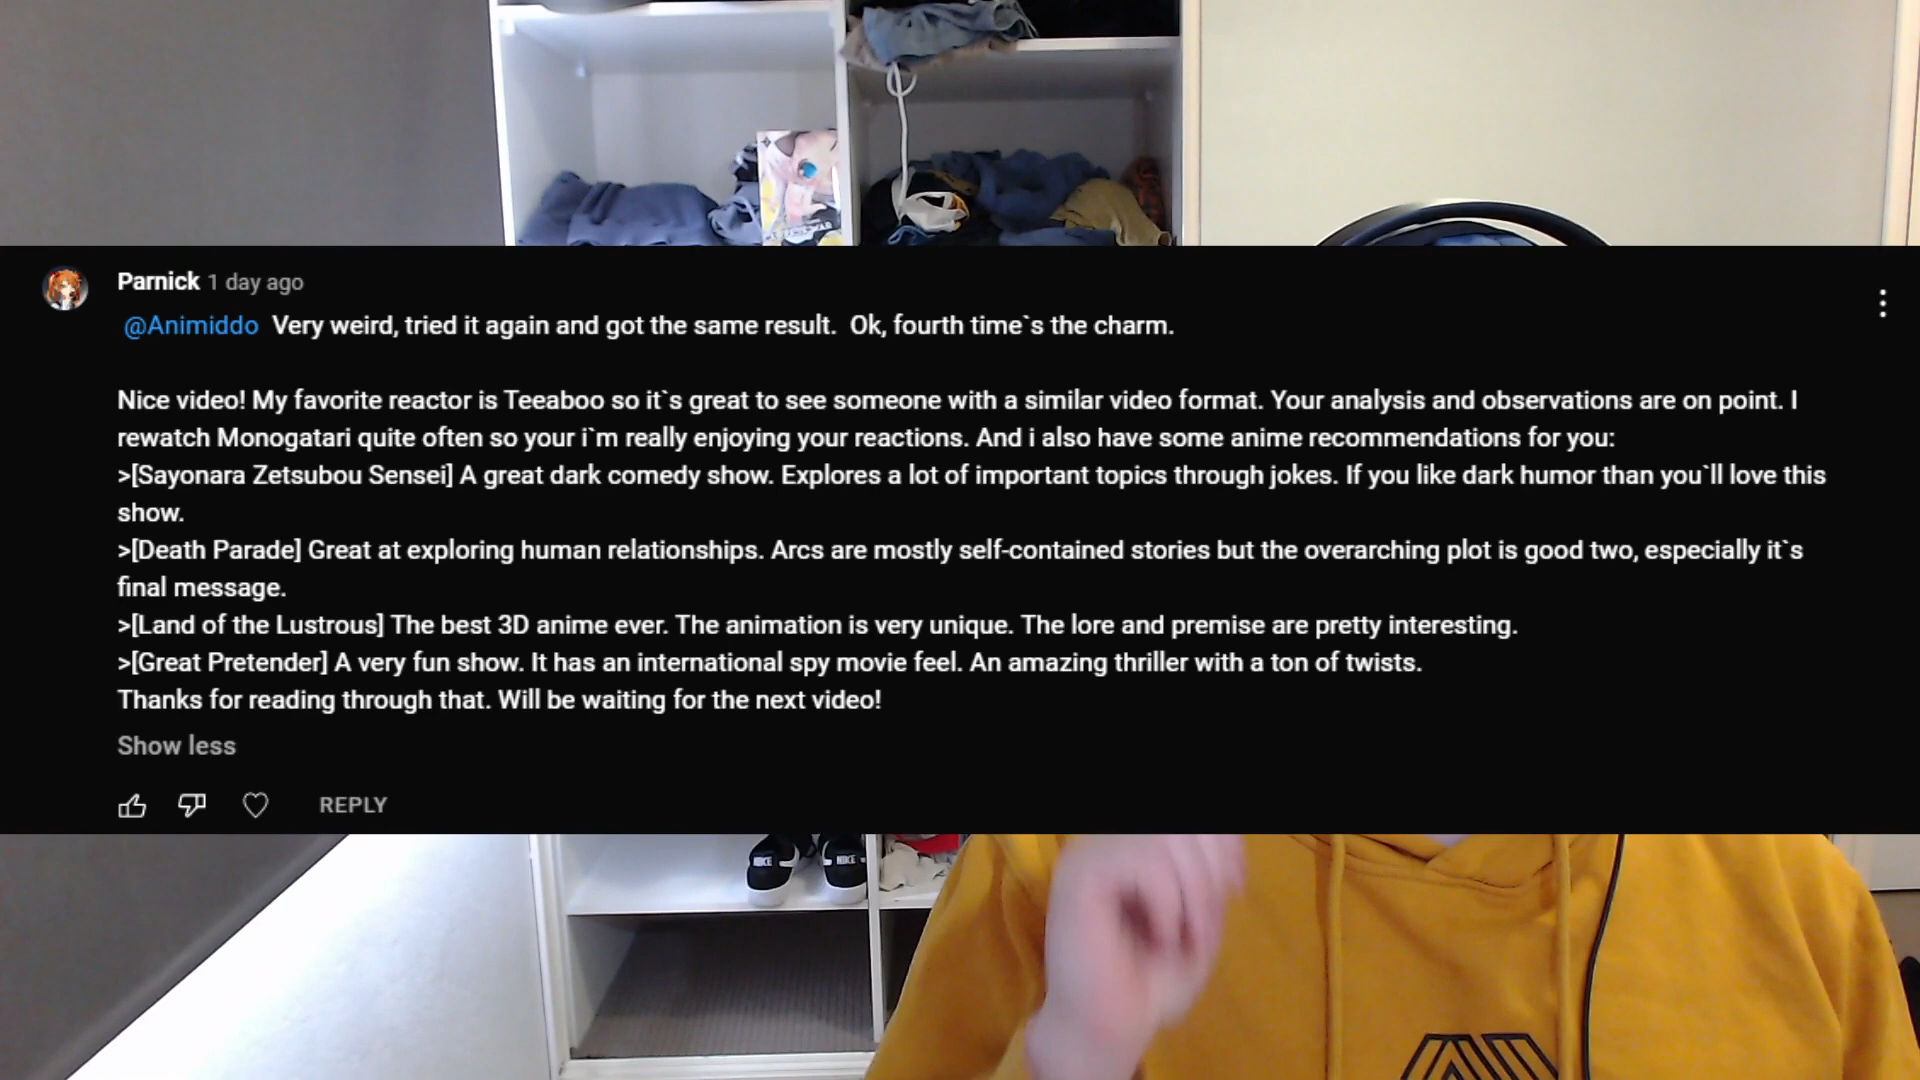 Parnick 1 day ago
@Animiddo Very weird, tried it again and got the same result. Ok, fourth time`s the charm.
Nice video! My favorite reactor is Teeaboo so it`s great to see someone with a similar video format. Your analysis and observations are on point. I
rewatch Monogatari quite often so your i`m really enjoying your reactions. And i also have some anime recommendations for you:
>[Sayonara Zetsubou Sensei] A great dark comedy show. Explores a lot of important topics through jokes. If you like dark humor than you`ll love this
show.
>[Death Parade] Great at exploring human relationships. Arcs are mostly self-contained stories but the overarching plot is good two, especially it`s
final message.
>[Land of the Lustrous] The best 3D anime ever. The animation is very unique. The lore and premise are pretty interesting.
>[Great Pretender] A very fun show. It has an international spy movie feel. An amazing thriller with a ton of twists.
Thanks for reading through that. Will be waiting for the next video!
Show less
REPLY
NIKE NIKE